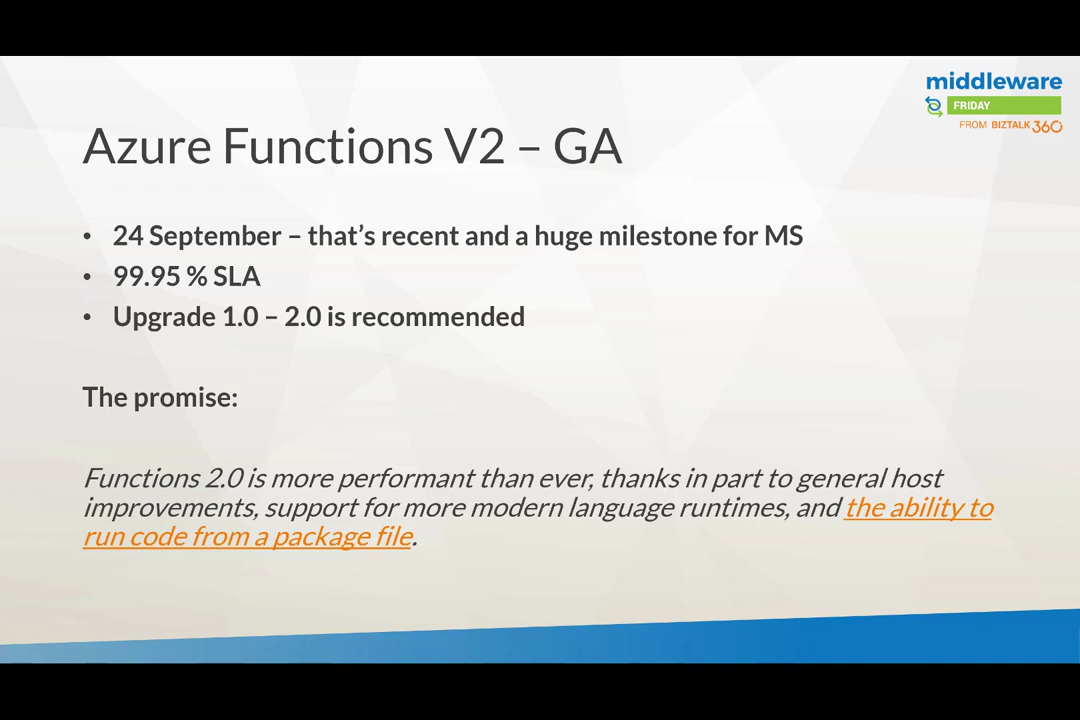 middleware
FRIDAY
FROM BIZTALK360
Azure Functions V2 – GA
• 24 September – that's recent and a huge milestone for MS
• 99.95 % SLA
• Upgrade 1.0 – 2.0 is recommended
The promise:
Functions 2.0 is more performant than ever, thanks in part to general host
improvements, support for more modern language runtimes, and the ability to
run code from a package file.